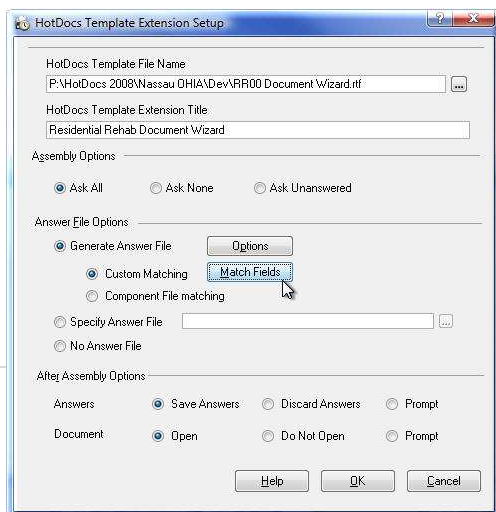 HotDocs Template Extension Setup
HotDocs Template File Name
P:\HotDocs 2008\Nassau OHIA\Dev\RR00 Document Wizard.rtf
...
HotDocs Template Extension Title
Residential Rehab Document Wizard
Assembly Options
Ask All Ask None Ask Unanswered
Answer File Options
Generate Answer File Options
Custom Matching Match Fields
Component File matching
Specify Answer File ...
No Answer File
After Assembly Options
Answers Save Answers Discard Answers Prompt
Document Open Do Not Open Prompt
Help OK Cancel